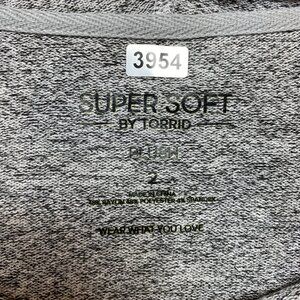 3954
SUPER SOFT
BY TORRID
PLUSH
2
MADE IN CHINA
WEAR WHAT YOU LOVE